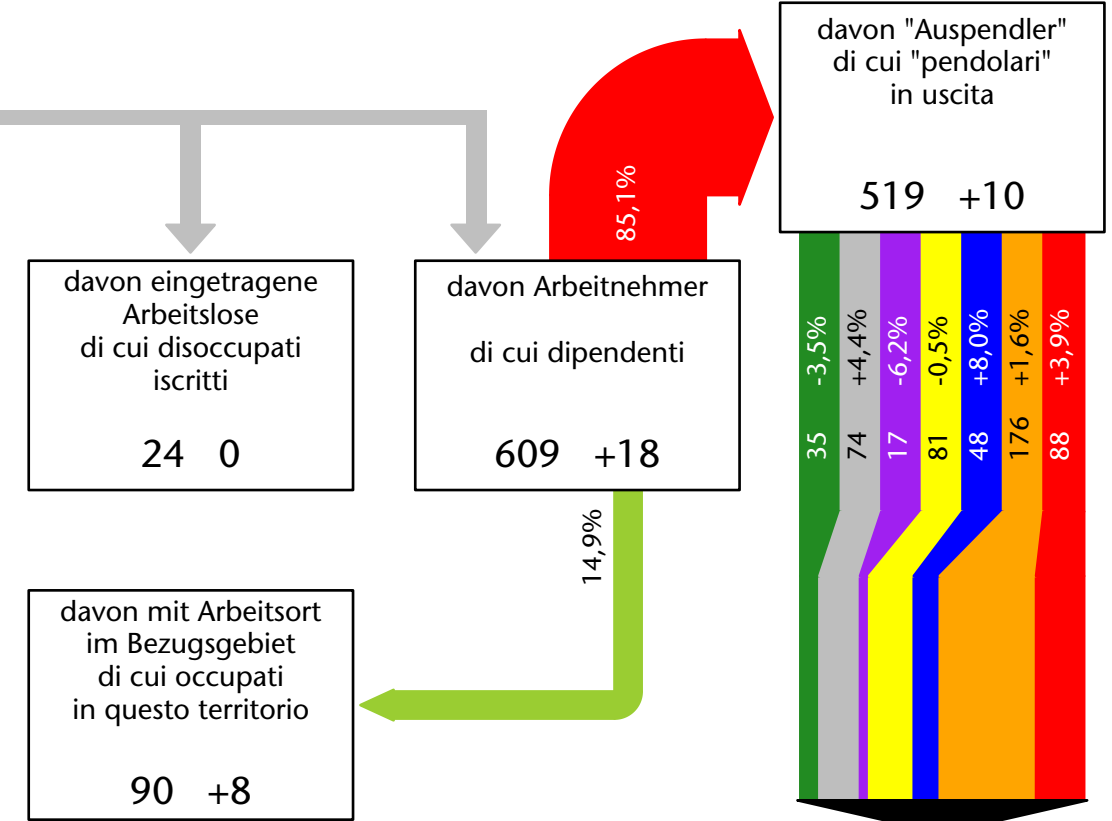 davon "Auspendler"
di cui "pendolari"
in uscita
519 +10
85,1%
davon eingetragene
Arbeitslose
di cui disoccupati
iscritti
24 0
davon Arbeitnehmer
di cui dipendenti
609 +18
-3,5%
+4,4%
-6,2%
-0,5%
+8,0%
+1,6%
+3,9%
35
74
17
81
48
176
88
14,9%
davon mit Arbeitsort
im Bezugsgebiet
di cui occupati
in questo territorio
90 +8